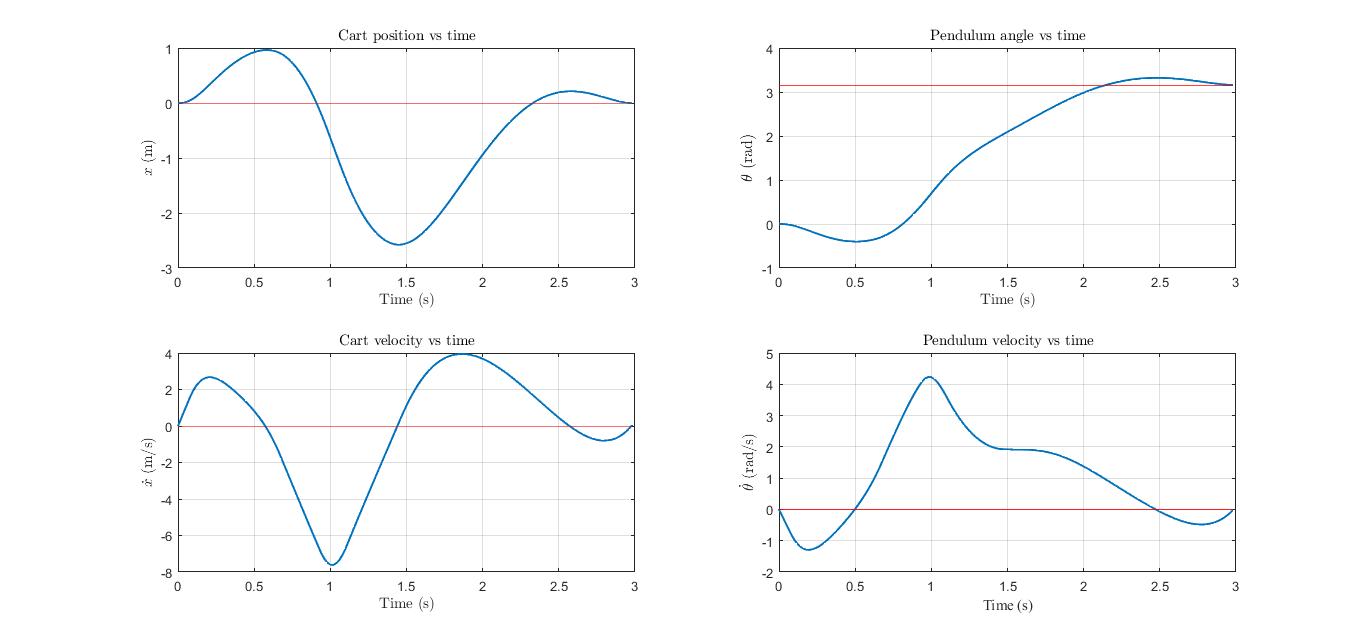 Cart position vs time
1
0
-1
-2
-3
x (m)
0 0.5 1 1.5 2 2.5 3
Time (s)
Pendulum angle vs time
4
3
2
1
0
-1
θ (rad)
0 0.5 1 1.5 2 2.5 3
Time (s)
Cart velocity vs time
4
2
0
-2
-4
-6
-8
ẋ (m/s)
0 0.5 1 1.5 2 2.5 3
Time (s)
Pendulum velocity vs time
5
4
3
2
1
0
-1
-2
θ̇ (rad/s)
0 0.5 1 1.5 2 2.5 3
Time (s)